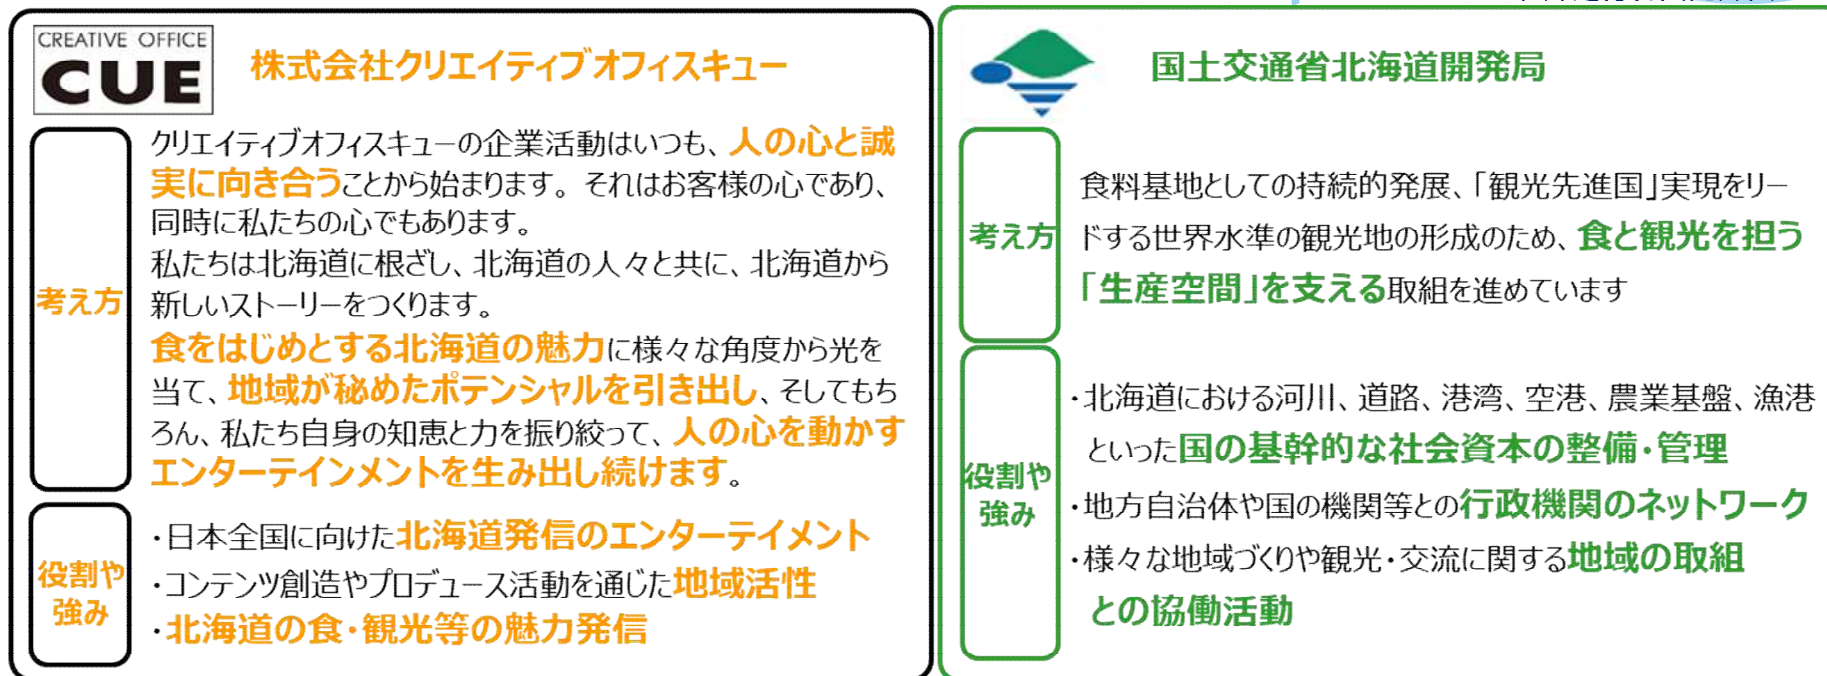 CREATIVE OFFICE
CUE
株式会社クリエイティブオフィスキュー
考え方
クリエイティブオフィスキューの企業活動はいつも、人の心と誠
実に向き合うことから始まります。それはお客様の心であり、
同時に私たちの心でもあります。
私たちは北海道に根ざし、北海道の人々と共に、北海道から
新しいストーリーをつくります。
食をはじめとする北海道の魅力に様々な角度から光を
当て、地域が秘めたポテンシャルを引き出し、そしてもち
ろん、私たち自身の知恵と力を振り絞って、人の心を動かす
エンターテインメントを生み出し続けます。
役割や
強み
・日本全国に向けた北海道発信のエンターテイメント
・コンテンツ創造やプロデュース活動を通じた地域活性
・北海道の食・観光等の魅力発信
国土交通省北海道開発局
考え方
食料基地としての持続的発展、「観光先進国」実現をリー
ドする世界水準の観光地の形成のため、食と観光を担う
「生産空間」を支える取組を進めています
役割や
強み
・北海道における河川、道路、港湾、空港、農業基盤、漁港
といった国の基幹的な社会資本の整備・管理
・地方自治体や国の機関等との行政機関のネットワーク
・様々な地域づくりや観光・交流に関する地域の取組
との協働活動